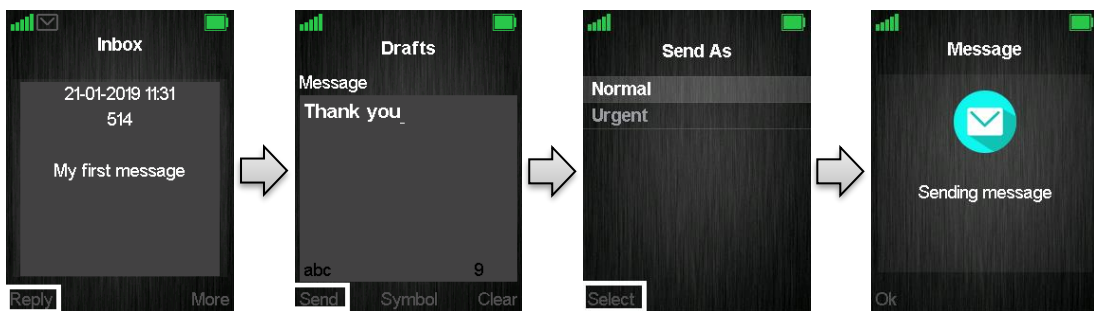 Inbox
21-01-2019 11:31
514
My first message
Reply More
Drafts
Message
Thank you_
abc 9
Send Symbol Clear
Send As
Normal
Urgent
Select
Message
Sending message
Ok